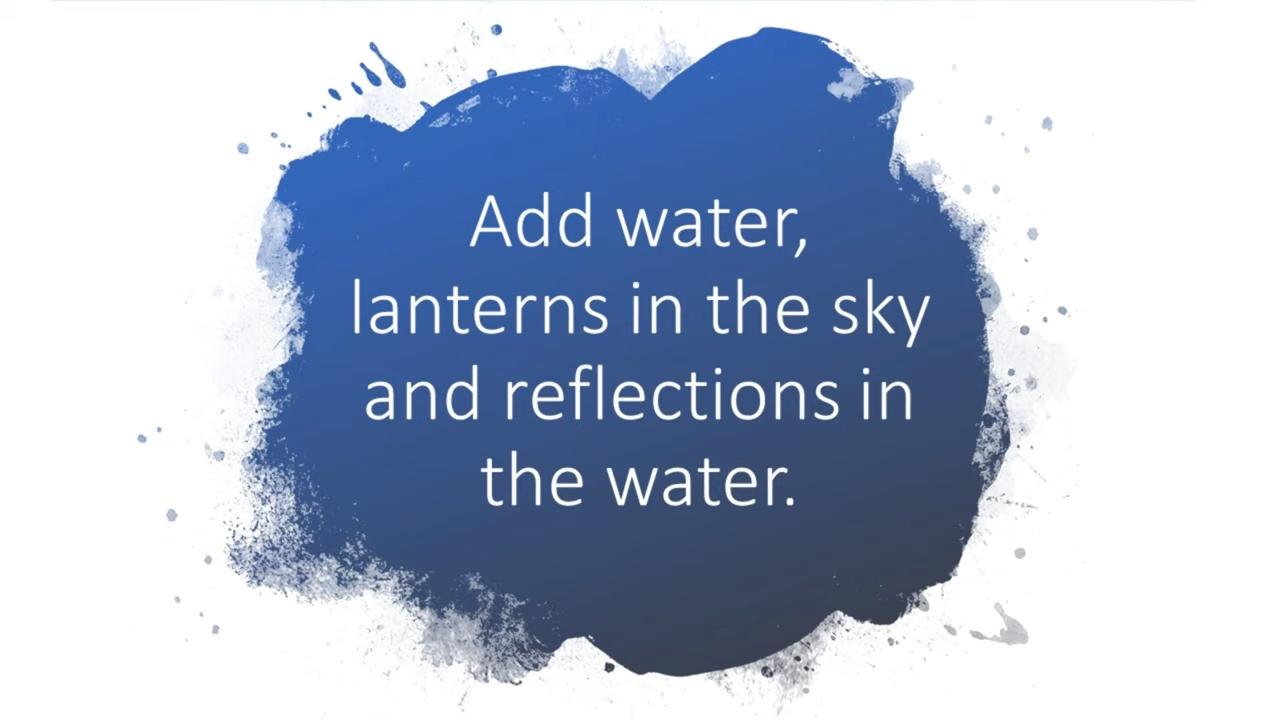 Add water,
lanterns in the sky
and reflections in
the water.